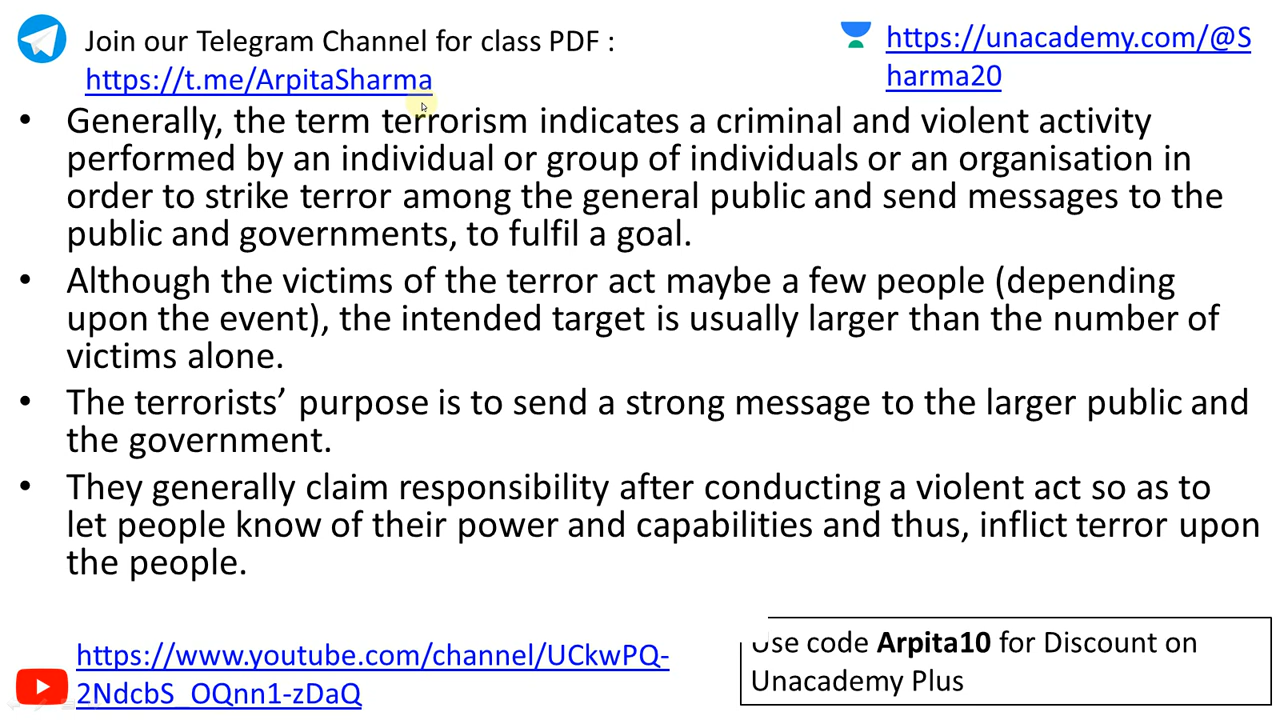 Join our Telegram Channel for class PDF :
https://t.me/ArpitaSharma
https://unacademy.com/@S
harma20
• Generally, the term terrorism indicates a criminal and violent activity
performed by an individual or group of individuals or an organisation in
order to strike terror among the general public and send messages to the
public and governments, to fulfil a goal.
• Although the victims of the terror act maybe a few people (depending
upon the event), the intended target is usually larger than the number of
victims alone.
• The terrorists’ purpose is to send a strong message to the larger public and
the government.
• They generally claim responsibility after conducting a violent act so as to
let people know of their power and capabilities and thus, inflict terror upon
the people.
https://www.youtube.com/channel/UCkwPQ-
2NdcbS_OQnn1-zDaQ
Use code Arpita10 for Discount on
Unacademy Plus